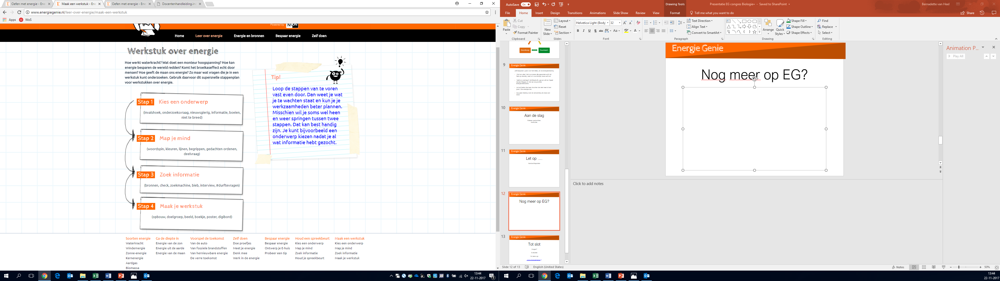 Oefen met energie - Ene
Maak een werkstuk - Ene
Oefen met energie - Ene
Docentenhandleiding.inc
www.energiegenie.nl/leer-over-energie/maak-een-werkstuk
Apps
WoS
Powered by
Home
Leer over energie
Energie en bronnen
Bespaar energie
Zelf doen
Werkstuk over energie
Hoe werkt waterkracht? Wat doet een monteur hoogspanning? Hoe kan
energie besparen de wereld redden? Komt het broeikaseffect echt door
mensen? Hoe geeft de maan ons energie? Zo maar wat vragen die je in een
werkstuk kunt onderzoeken. Gebruik daarvoor dit supersnelle stappenplan
voor werkstukken over energie.
Stap 1 Kies een onderwerp
(invalshoek, onderzoeksvraag, nieuwsgierig, informatie, boeien,
niet te breed)
Stap 2 Map je mind
(woordspin, kleuren, lijnen, begrippen, gedachten ordenen,
deelvraag)
Stap 3 Zoek informatie
(bronnen, check, zoekmachine, bieb, interview, #durftevragen)
Stap 4 Maak je werkstuk
(opbouw, doelgroep, beeld, boekje, poster, digibord)
Tip!
Loop de stappen van te voren
vast even door. Dan weet je wat
je te wachten staat en kun je je
werkzaamheden beter plannen.
Misschien wil je soms wel heen
en weer springen tussen twee
stappen. Dat kan best handig
zijn. Je kunt bijvoorbeeld een
onderwerp kiezen nadat je al
wat informatie hebt gezocht.
Soorten energie
Waterkracht
Windenergie
Zonne-energie
Kernenergie
Aardgas
Biomassa
Ga de diepte in
Energie van de zon
Energie uit de aarde
Energie van de maan
Voorspel de toekomst
Van de auto
Van fossiele brandstoffen
Van hernieuwbare energie
De verre toekomst
Zelf doen
Doe proefjes
Meet je energie
Denk mee
Werk in de energie
Bespaar energie
Bespaar energie
Ontwerp je E-huis
Probeer een tip
Houd een spreekbeurt
Kies een onderwerp
Map je mind
Zoek informatie
Houd je spreekbeurt
Maak een werkstuk
Kies een onderwerp
Map je mind
Zoek informatie
Maak je werkstuk
13:44
22-11-2017
AutoSave On
Drawing Tools
Presentatie EG congres Biologie+ - Saved to SharePoint
Bernadette van Heel
File
Home
Insert
Design
Transitions
Animations
Slide Show
Review
View
Format
Tell me what you want to do
Share
Paste
Cut
Copy
Format Painter
Clipboard
New
Slide
Layout
Reset
Section
Slides
Helvetica Light (Body
32
B I U S abc AV Aa A
Font
Text Direction
Align Text
Convert to SmartArt
Paragraph
Arrange
Quick
Styles
Shape Fill
Shape Outline
Shape Effects
Drawing
Find
Replace
Select
Editing
Goedkoop
Duurzaam
9
Energie Genie
10
Energie Genie
Aan de slag
11
Energie Genie
Let op ....
12
Energie Genie
Nog meer op EG?
13
Energie Genie
Tot slot
Energie Genie
Nog meer op EG?
Click to add notes
Animation P...
Play All
Slide 12 of 13
English (United States)
Notes
50%
13:44
22-11-2017